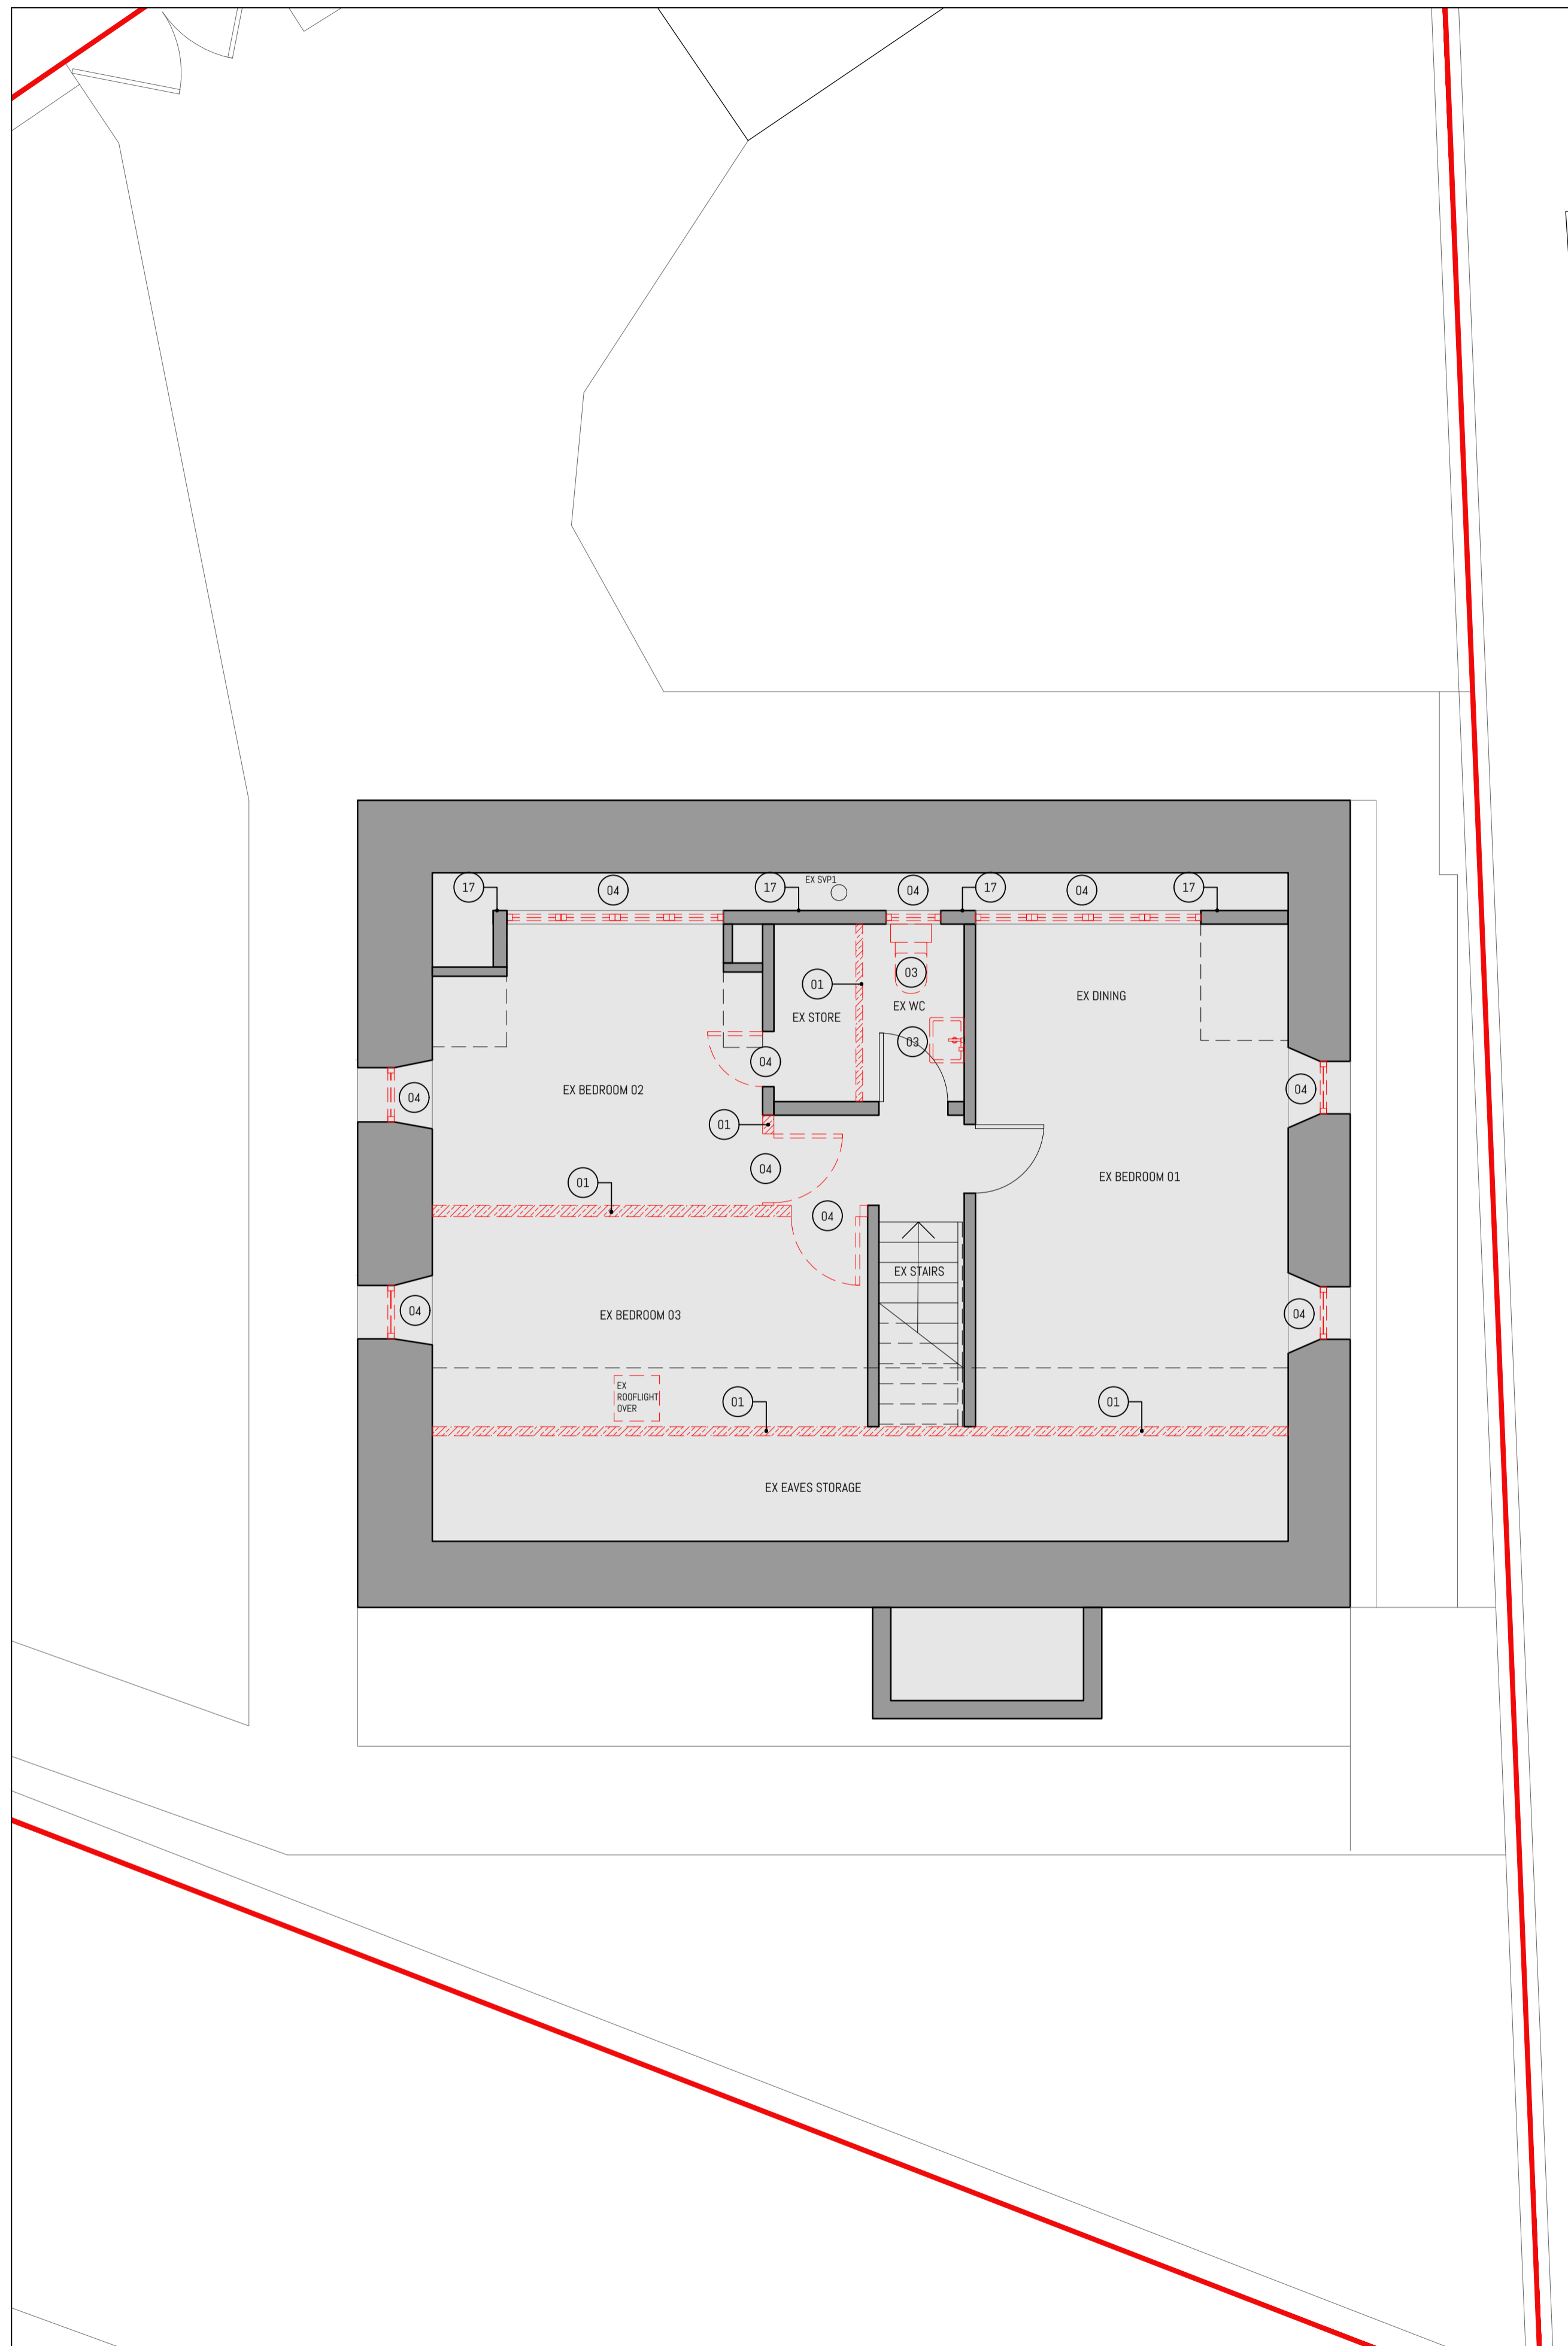 EX SVP1
17
04
17
04
17
04
17
03
01
EX DINING
EX WC
EX STORE
03
04
04
EX BEDROOM 02
04
01
04
EX BEDROOM 01
01
04
EX STAIRS
04
EX BEDROOM 03
04
EX
ROOFLIGHT
OVER
01
01
EX EAVES STORAGE